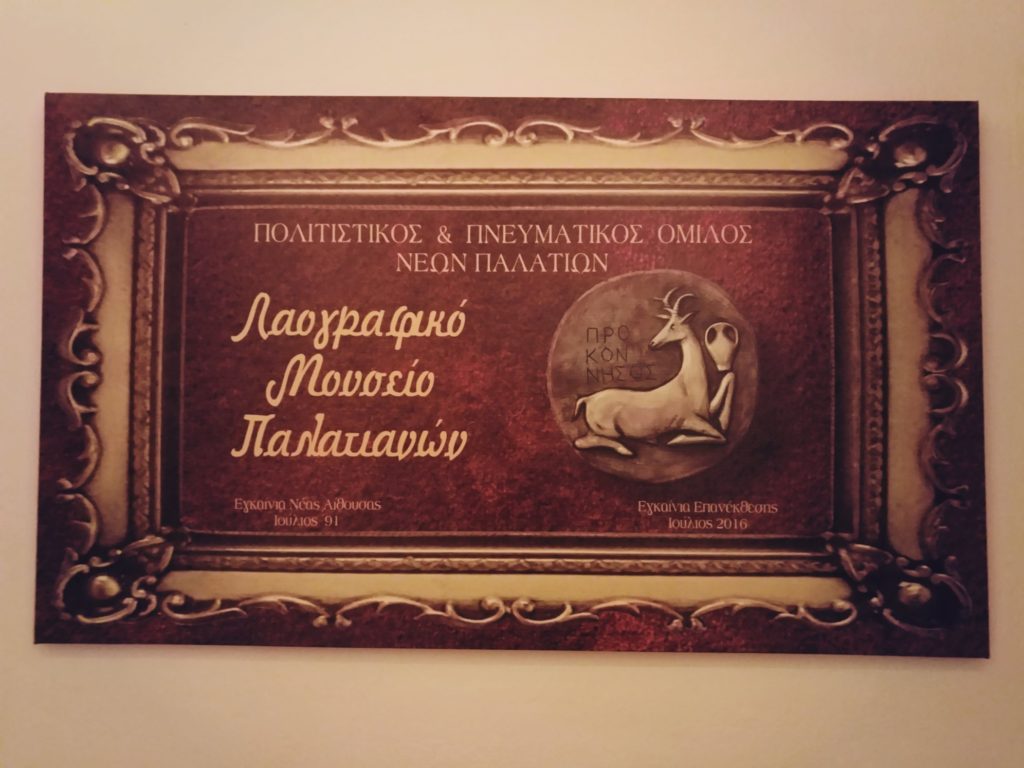 ΠΟΛΙΤΙΣΤΙΚΟΣ & ΠΝΕΥΜΑΤΙΚΟΣ ΟΜΙΛΟΣ
ΝΕΩΝ ΠΑΛΑΤΙΩΝ
Λαογραφικό
Μουσείο
Παλατιανών
ΠΡΟ
ΚΟΝ
ΝΗΣΟΣ
Εγκαίνια Νέας Αίθουσας
Ιούλιος 91
Εγκαίνια Επανέκθεσης
Ιούλιος 2016